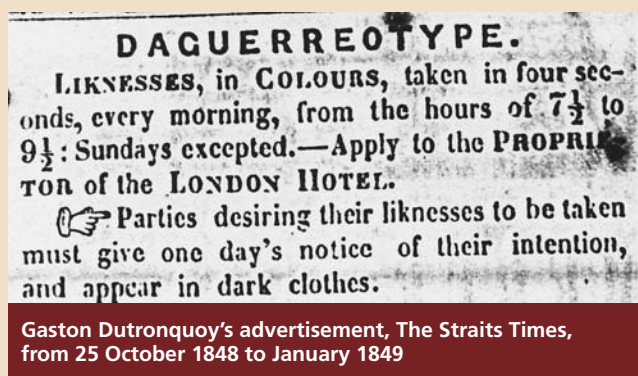 DAGUERREOTYPE.
LIKNESSES, in COLOURS, taken in four sec-
onds, every morning, from the hours of 7½ to
9½: Sundays excepted.—Apply to the PROPRIE-
TOR of the LONDON HOTEL.
Parties desiring their liknesses to be taken
must give one day's notice of their intention,
and appear in dark clothes.
Gaston Dutronquoy's advertisement, The Straits Times,
from 25 October 1848 to January 1849